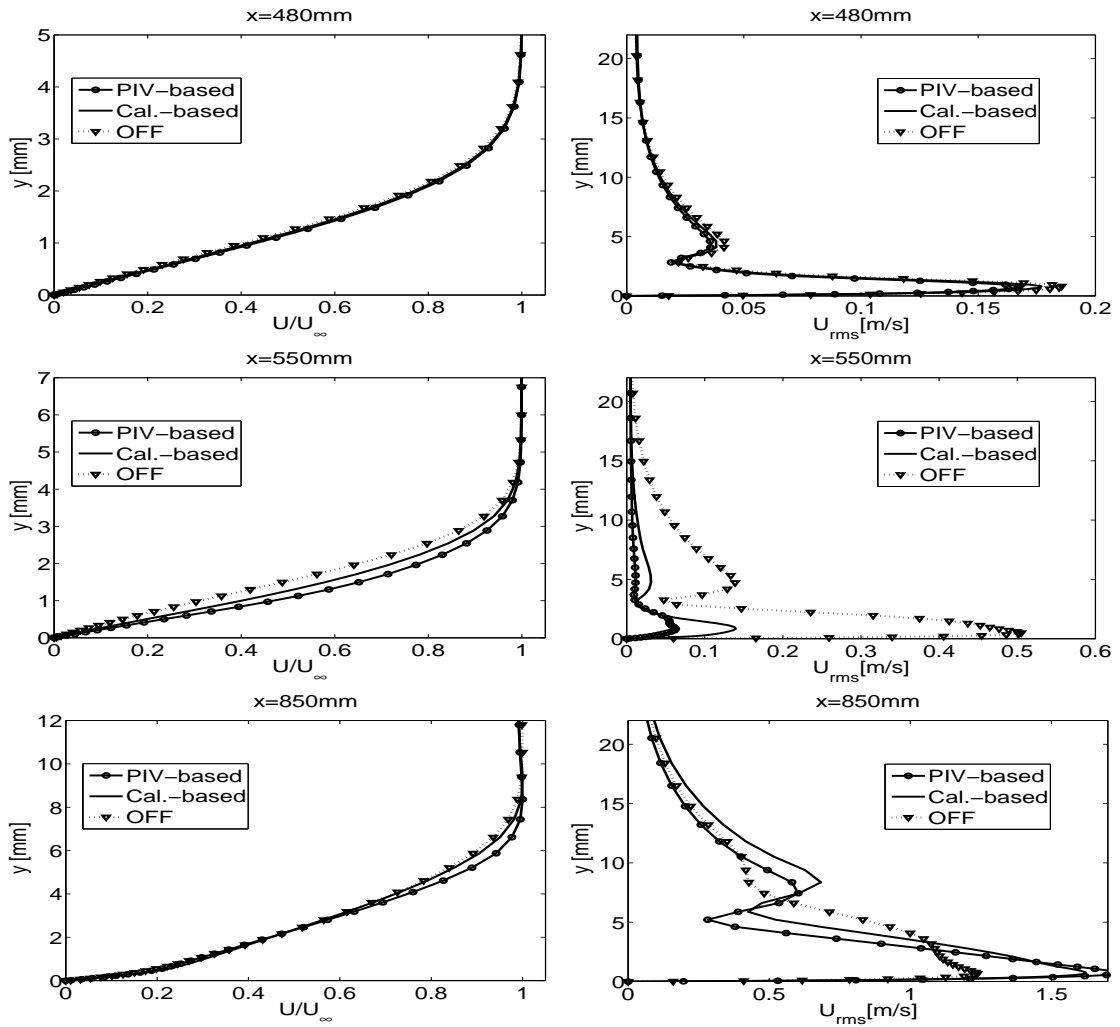 x=480mm
5
4
3
2
1
0
y [mm]
PIV-based
Cal.-based
OFF
0 0.2 0.4 0.6 0.8 1
U/U∞
x=480mm
20
15
10
5
0
y [mm]
PIV-based
Cal.-based
OFF
0 0.05 0.1 0.15 0.2
Urms[m/s]
x=550mm
7
6
5
4
3
2
1
0
y [mm]
PIV-based
Cal.-based
OFF
0 0.2 0.4 0.6 0.8 1
U/U∞
x=550mm
20
15
10
5
0
y [mm]
PIV-based
Cal.-based
OFF
0 0.1 0.2 0.3 0.4 0.5 0.6
Urms[m/s]
x=850mm
12
10
8
6
4
2
0
y [mm]
PIV-based
Cal.-based
OFF
0 0.2 0.4 0.6 0.8 1
U/U∞
x=850mm
20
15
10
5
0
y [mm]
PIV-based
Cal.-based
OFF
0 0.5 1 1.5
Urms[m/s]